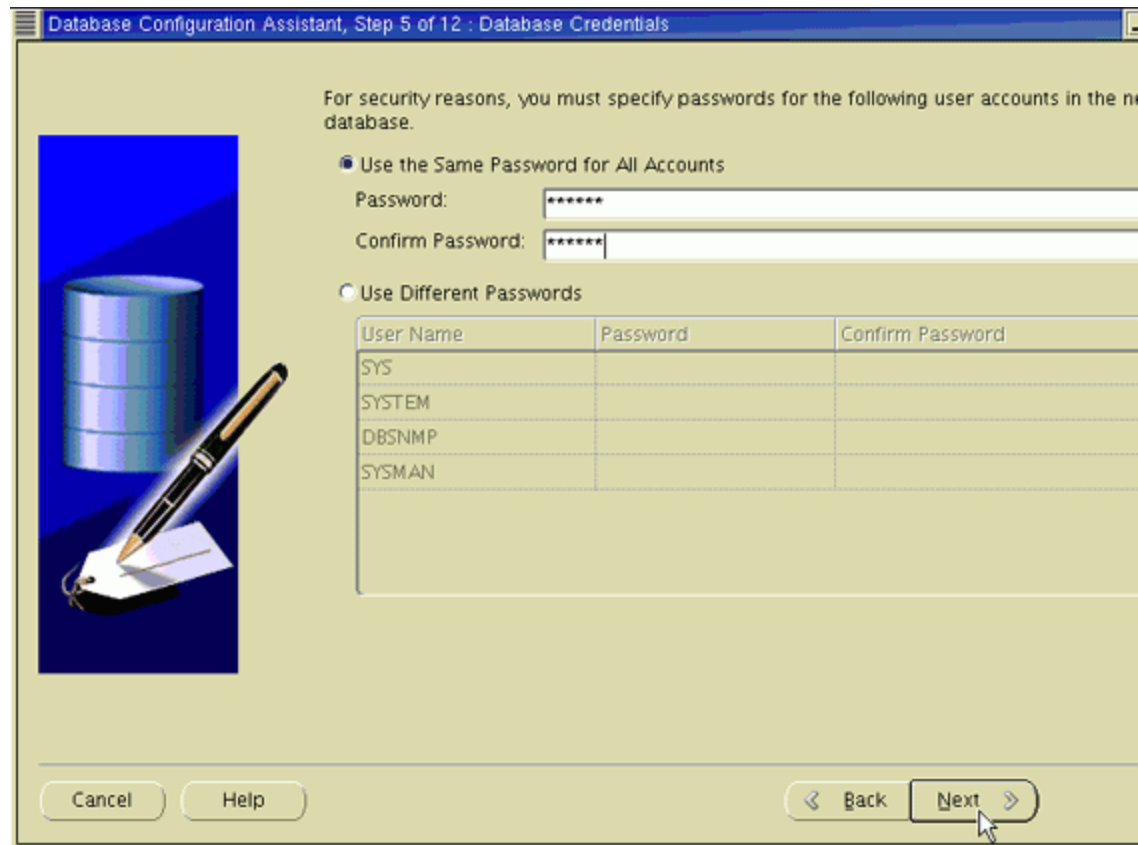 Database Configuration Assistant, Step 5 of 12 : Database Credentials
For security reasons, you must specify passwords for the following user accounts in the
database.
Use the Same Password for All Accounts
Password: ******
Confirm Password: ******
Use Different Passwords
User Name Password Confirm Password
SYS
SYSTEM
DBSNMP
SYSMAN
Cancel Help Back Next